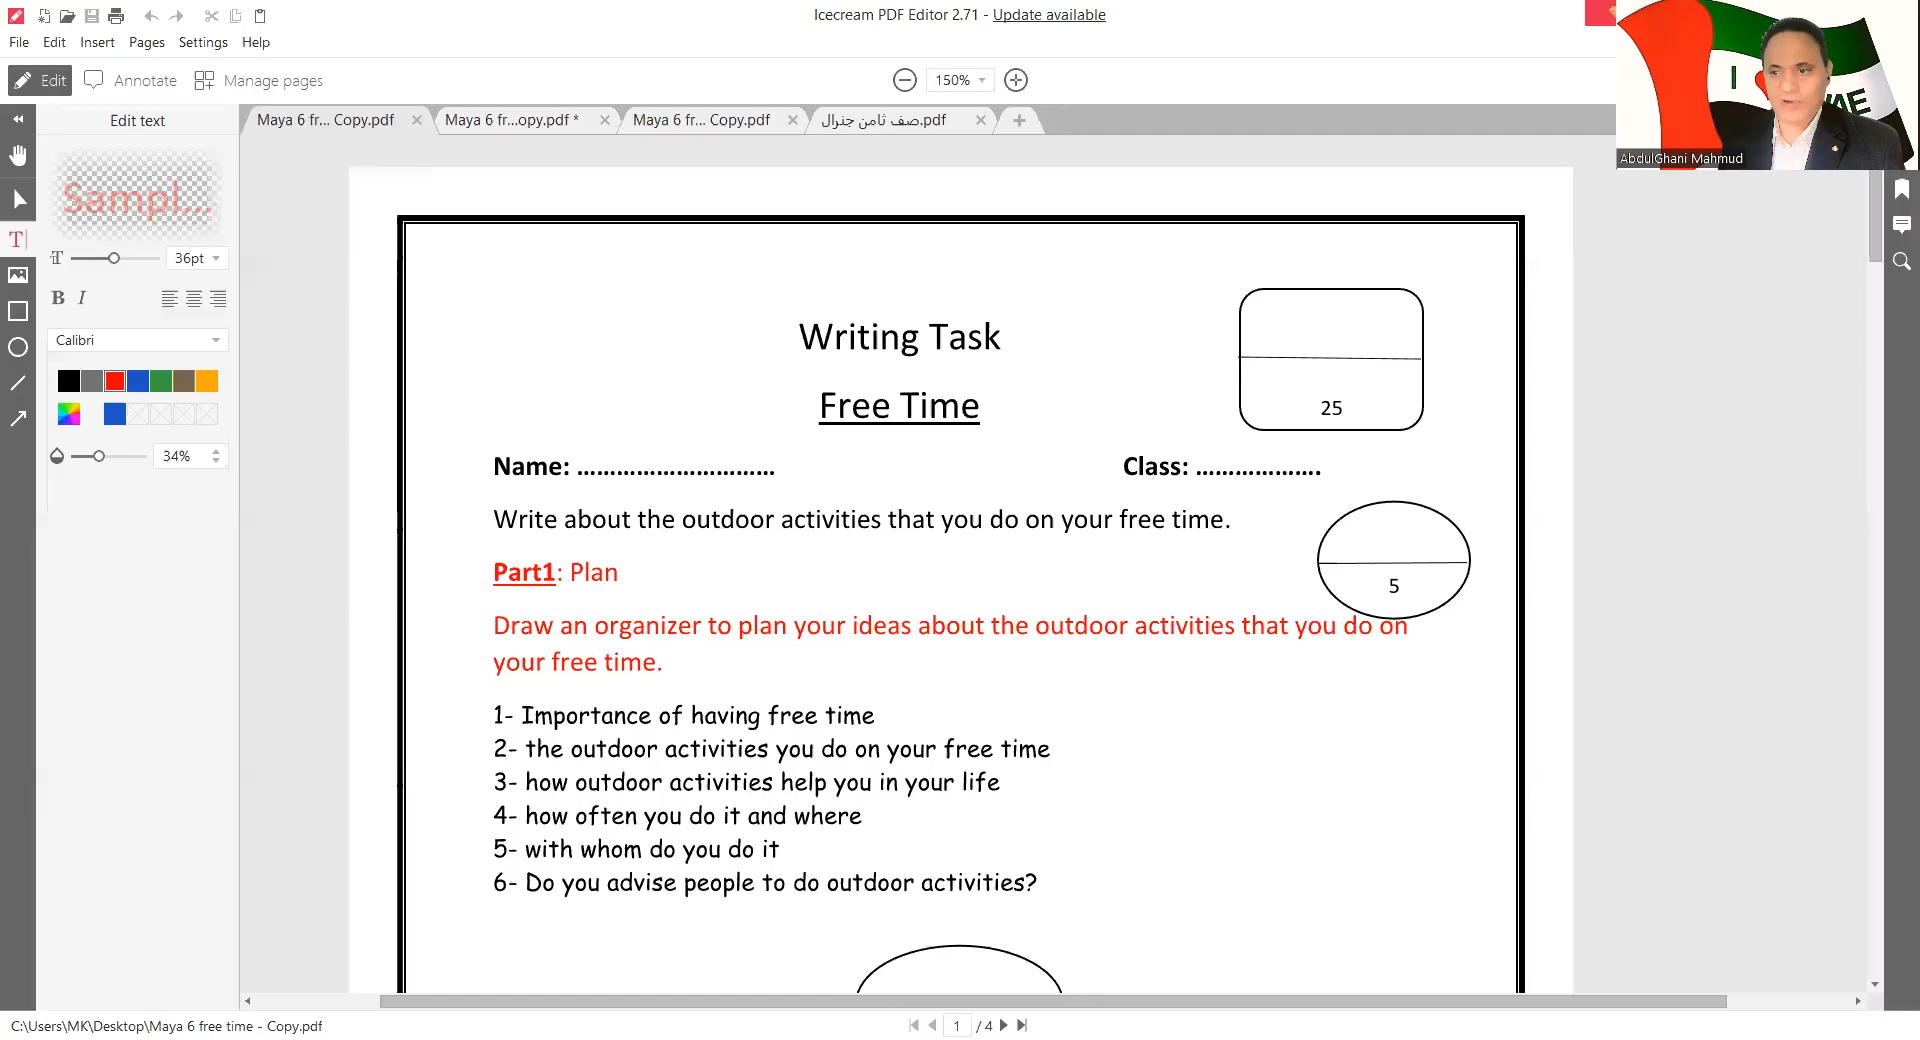 Icecream PDF Editor 2.71 - Update available
File Edit Insert Pages Settings Help
Edit Annotate Manage pages
150%
Edit text
Maya 6 fr... Copy.pdf
Maya 6 fr...opy.pdf *
Maya 6 fr... Copy.pdf
صف ثامن جنرال.pdf
Sampl...
36pt
B I
Calibri
34%
I
AE
AbdulGhani Mahmud
Writing Task
Free Time
25
Name: ................................
Class: ...................
Write about the outdoor activities that you do on your free time.
Part1: Plan
5
Draw an organizer to plan your ideas about the outdoor activities that you do on
your free time.
1- Importance of having free time
2- the outdoor activities you do on your free time
3- how outdoor activities help you in your life
4- how often you do it and where
5- with whom do you do it
6- Do you advise people to do outdoor activities?
C:\Users\MK\Desktop\Maya 6 free time - Copy.pdf
1 / 4